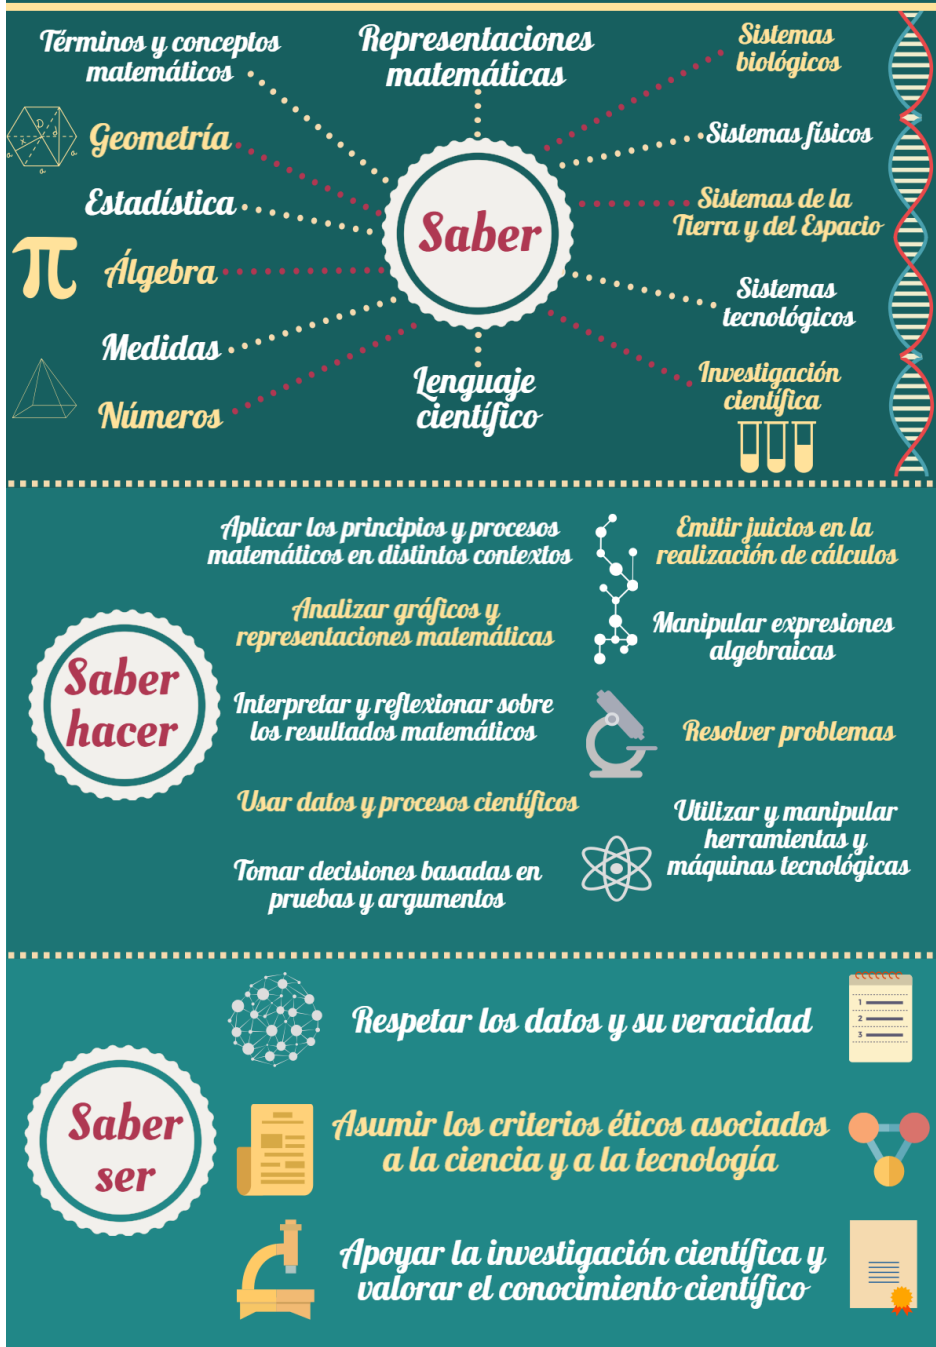 Términos y conceptos
matemáticos
Representaciones
matemáticas
Sistemas
biológicos
Geometría
Sistemas físicos
Estadística
Saber
Sistemas de la
Tierra y del Espacio
Álgebra
Sistemas
tecnológicos
Medidas
Lenguaje
científico
Investigación
científica
Números
π
Aplicar los principios y procesos
matemáticos en distintos contextos
Emitir juicios en la
realización de cálculos
Analizar gráficos y
representaciones matemáticas
Manipular expresiones
algebraicas
Saber
hacer
Interpretar y reflexionar sobre
los resultados matemáticos
Resolver problemas
Usar datos y procesos científicos
Utilizar y manipular
herramientas y
máquinas tecnológicas
Tomar decisiones basadas en
pruebas y argumentos
Saber
ser
Respetar los datos y su veracidad
1
2
3
Asumir los criterios éticos asociados
a la ciencia y a la tecnología
Apoyar la investigación científica y
valorar el conocimiento científico